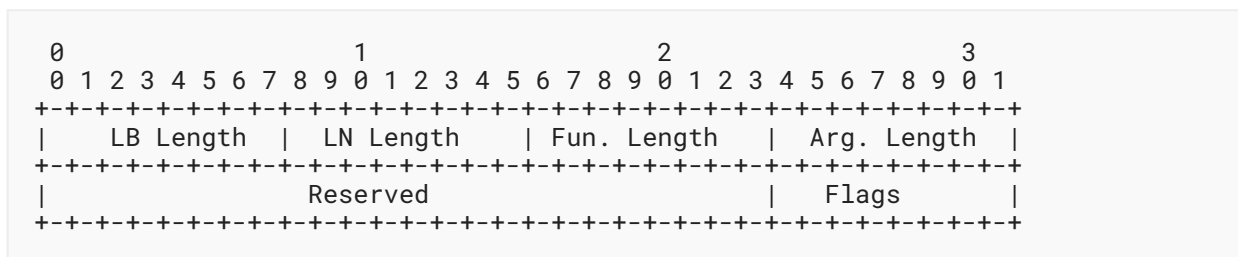 0                   1                   2                   3
 0 1 2 3 4 5 6 7 8 9 0 1 2 3 4 5 6 7 8 9 0 1 2 3 4 5 6 7 8 9 0 1
+-+-+-+-+-+-+-+-+-+-+-+-+-+-+-+-+-+-+-+-+-+-+-+-+-+-+-+-+-+-+-+-+
|    LB Length  |  LN Length    | Fun. Length   |  Arg. Length  |
+-+-+-+-+-+-+-+-+-+-+-+-+-+-+-+-+-+-+-+-+-+-+-+-+-+-+-+-+-+-+-+-+
|                 Reserved                      |   Flags       |
+-+-+-+-+-+-+-+-+-+-+-+-+-+-+-+-+-+-+-+-+-+-+-+-+-+-+-+-+-+-+-+-+